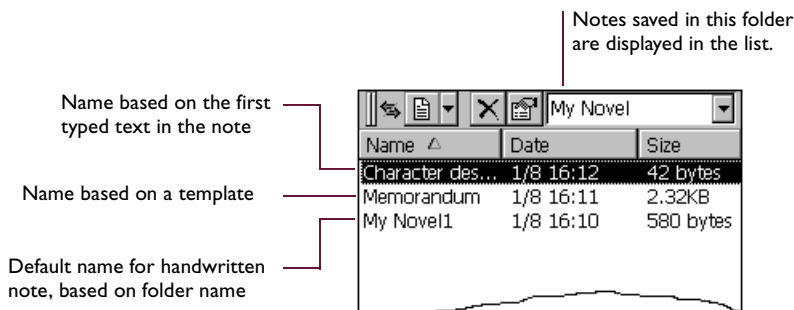 Notes saved in this folder
are displayed in the list.
Name based on the first
typed text in the note
My Novel
Name Date Size
Character des... 1/8 16:12 42 bytes
Name based on a template
Memorandum 1/8 16:11 2.32KB
My Novel1 1/8 16:10 580 bytes
Default name for handwritten
note, based on folder name